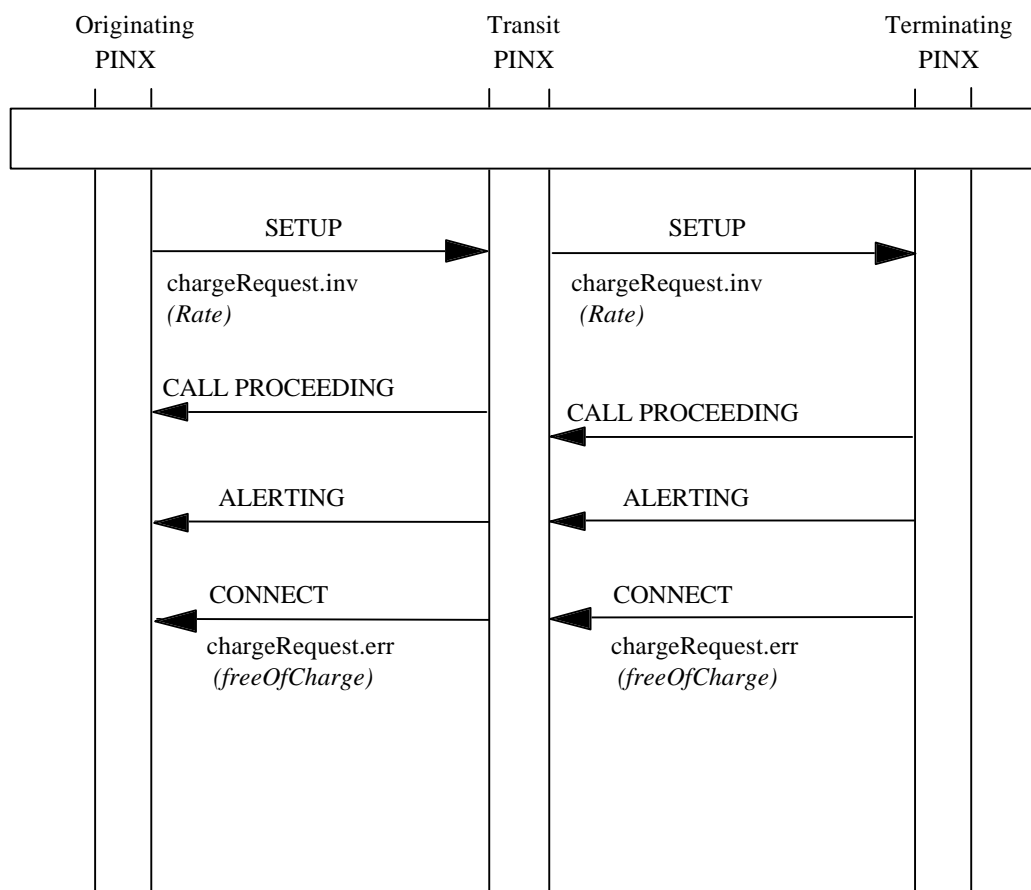 Originating
PINX
Transit
PINX
Terminating
PINX
SETUP
SETUP
chargeRequest.inv
(Rate)
chargeRequest.inv
(Rate)
CALL PROCEEDING
CALL PROCEEDING
ALERTING
ALERTING
CONNECT
CONNECT
chargeRequest.err
(freeOfCharge)
chargeRequest.err
(freeOfCharge)